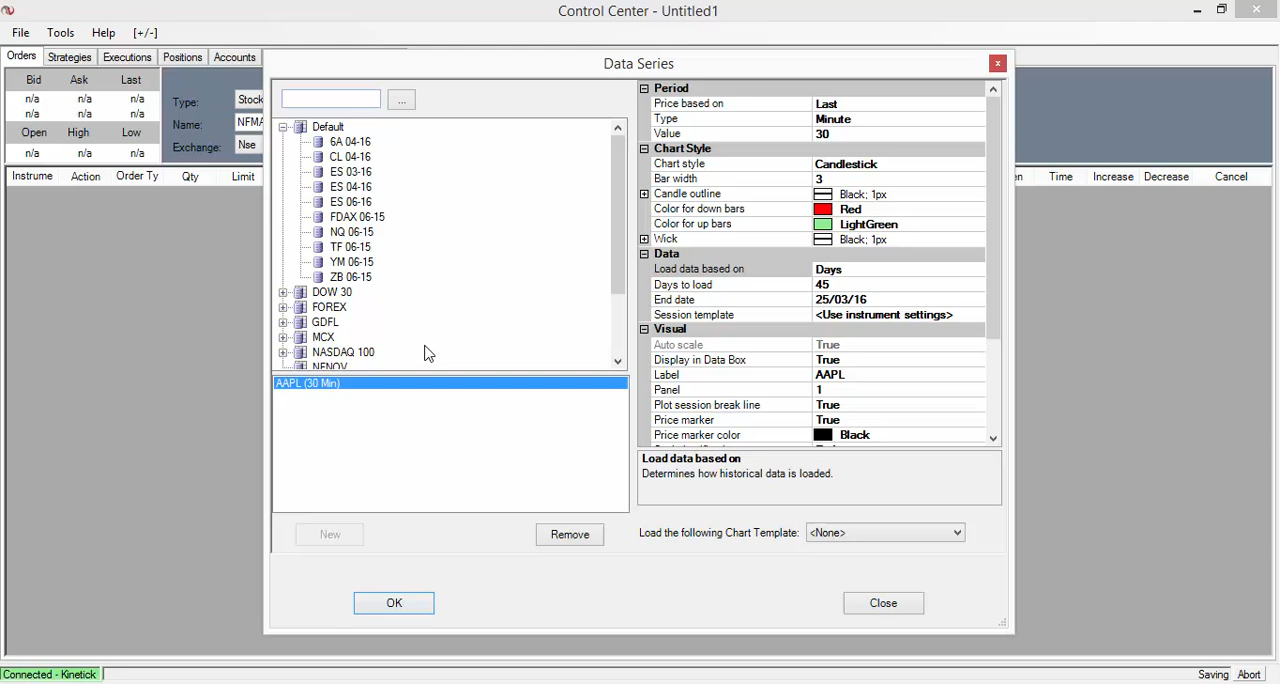 Control Center - Untitled1
File Tools Help [+/-]
Orders Strategies Executions Positions Accounts
Data Series
x
Bid Ask Last
n/a n/a n/a
n/a n/a n/a
Open High Low
n/a n/a n/a
Type: Stock
Name: NFMA
Exchange: Nse
Instrume Action Order Ty Qty Limit
Time Increase Decrease Cancel
...
Default
6A 04-16
CL 04-16
ES 03-16
ES 04-16
ES 06-16
FDAX 06-15
NQ 06-15
TF 06-15
YM 06-15
ZB 06-15
DOW 30
FOREX
GDFL
MCX
NASDAQ 100
AAPL (30 Min)
New Remove
OK Close
Period
Price based on Last
Type Minute
Value 30
Chart Style
Chart style Candlestick
Bar width 3
Candle outline Black; 1px
Color for down bars Red
Color for up bars LightGreen
Wick Black; 1px
Data
Load data based on Days
Days to load 45
End date 25/03/16
Session template <Use instrument settings>
Visual
Auto scale True
Display in Data Box True
Label AAPL
Panel 1
Plot session break line True
Price marker True
Price marker color Black
Load data based on
Determines how historical data is loaded.
Load the following Chart Template: <None>
Connected - Kinetick
Saving Abort